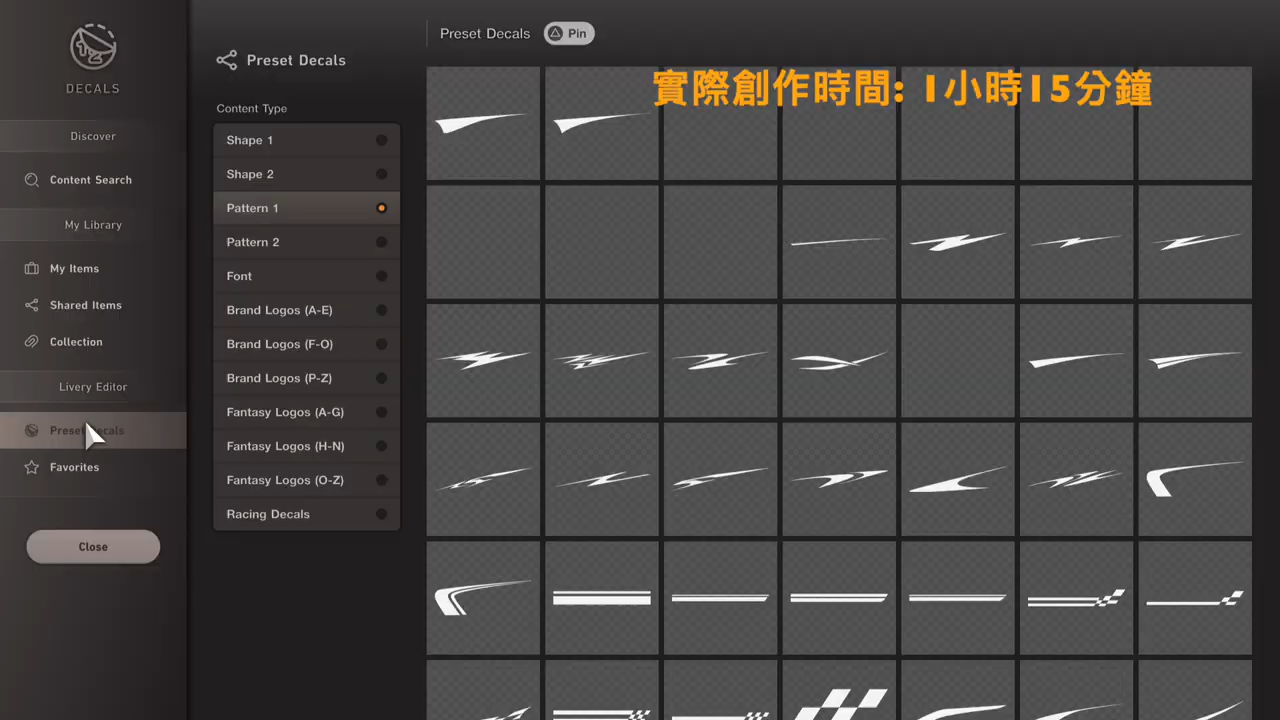 DECALS
Discover
Content Search
My Library
My Items
Shared Items
Collection
Livery Editor
Preset Decals
Favorites
Close
Preset Decals
Content Type
Shape 1
Shape 2
Pattern 1
Pattern 2
Font
Brand Logos (A-E)
Brand Logos (F-O)
Brand Logos (P-Z)
Fantasy Logos (A-G)
Fantasy Logos (H-N)
Fantasy Logos (O-Z)
Racing Decals
Preset Decals
Pin
實際創作時間: 1小時15分鐘